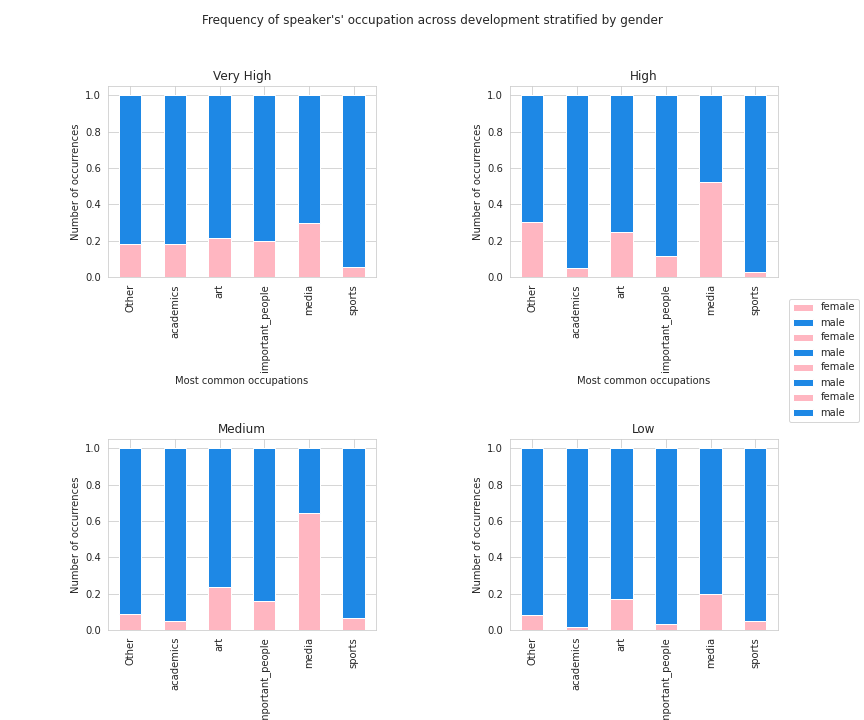 Frequency of speaker's' occupation across development stratified by gender
Very High
Number of occurrences
1.0
0.8
0.6
0.4
0.2
0.0
Other
academics
art
important_people
media
sports
Most common occupations
High
Number of occurrences
1.0
0.8
0.6
0.4
0.2
0.0
Other
academics
art
important_people
media
sports
Most common occupations
female
male
female
male
female
male
female
male
Medium
Number of occurrences
1.0
0.8
0.6
0.4
0.2
0.0
Other
academics
art
mportant_people
media
sports
Low
Number of occurrences
1.0
0.8
0.6
0.4
0.2
0.0
Other
academics
art
mportant_people
media
sports